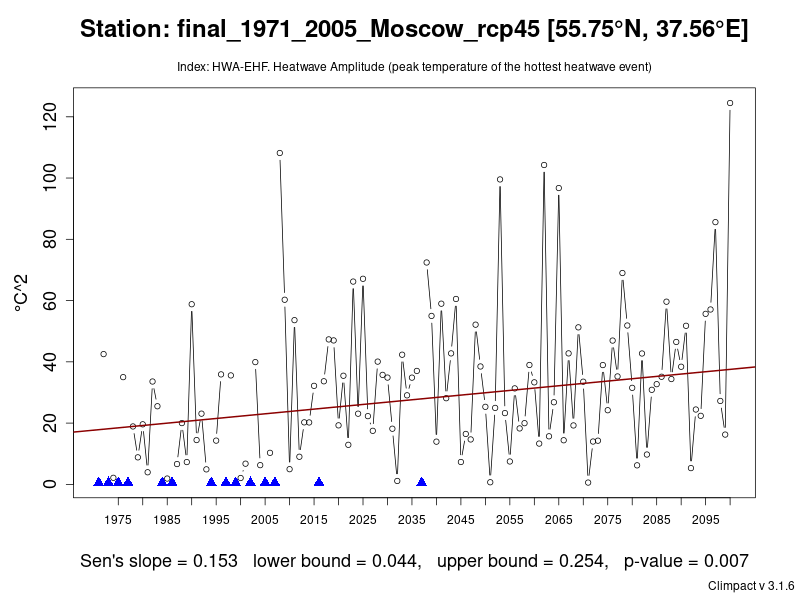 Station: final_1971_2005_Moscow_rcp45 [55.75°N, 37.56°E]
Index: HWA-EHF. Heatwave Amplitude (peak temperature of the hottest heatwave event)
°C^2
120
100
80
60
40
20
0
1975 1985 1995 2005 2015 2025 2035 2045 2055 2065 2075 2085 2095
Sen's slope = 0.153 lower bound = 0.044, upper bound = 0.254, p-value = 0.007
Climpact v 3.1.6